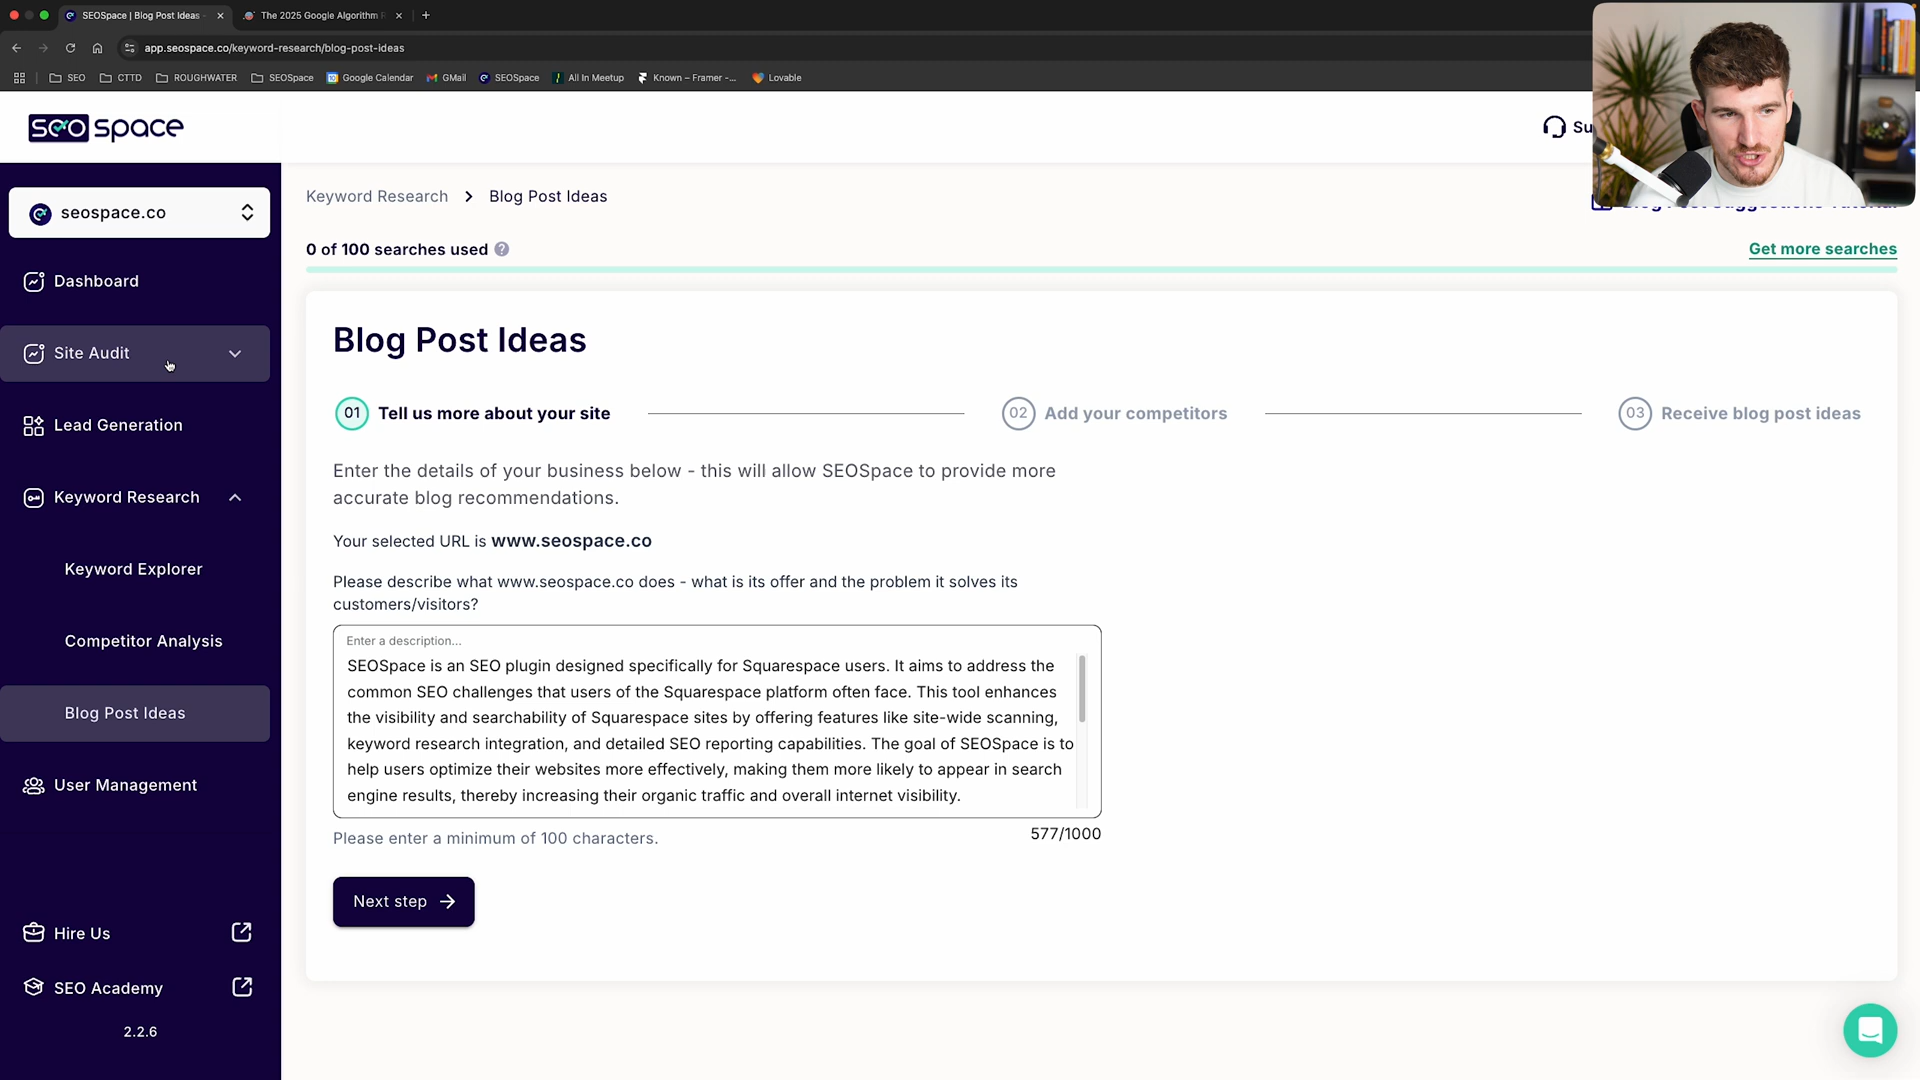 SEOSpace | Blog Post Ideas
The 2025 Google Algorithm
app.seospace.co/keyword-research/blog-post-ideas
SEO
CTTD
ROUGHWATER
SEOSpace
Google Calendar
GMail
SEOSpace
All In Meetup
Known – Framer -...
Lovable
seo space
seospace.co
Dashboard
Site Audit
Lead Generation
Keyword Research
Keyword Explorer
Competitor Analysis
Blog Post Ideas
User Management
Hire Us
SEO Academy
2.2.6
Keyword Research > Blog Post Ideas
0 of 100 searches used ?
Get more searches
Blog Post Ideas
01 Tell us more about your site
02 Add your competitors
03 Receive blog post ideas
Enter the details of your business below - this will allow SEOSpace to provide more
accurate blog recommendations.
Your selected URL is www.seospace.co
Please describe what www.seospace.co does - what is its offer and the problem it solves its
customers/visitors?
Enter a description...
SEOSpace is an SEO plugin designed specifically for Squarespace users. It aims to address the
common SEO challenges that users of the Squarespace platform often face. This tool enhances
the visibility and searchability of Squarespace sites by offering features like site-wide scanning,
keyword research integration, and detailed SEO reporting capabilities. The goal of SEOSpace is to
help users optimize their websites more effectively, making them more likely to appear in search
engine results, thereby increasing their organic traffic and overall internet visibility.
Please enter a minimum of 100 characters.
577/1000
Next step